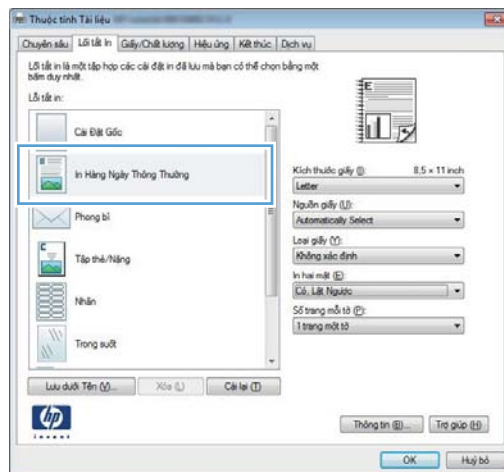 Thuộc tính Tài liệu
Chuyên sâu
Lối tắt In
Giấy/Chất lượng
Hiệu ứng
Kết thúc
Dịch vụ
Lối tắt in là một tập hợp các cài đặt in đã lưu mà bạn có thể chọn bằng một
bấm duy nhất.
Lối tắt in:
Cài Đặt Gốc
In Hàng Ngày Thông Thường
Phong bì
Tập thẻ/Nặng
Nhãn
Trong suốt
Lưu dưới Tên (V)...
Xóa (L)
Cài lại (T)
E
Kích thước giấy (I):
8,5 × 11 inch
Letter
Nguồn giấy (U):
Automatically Select
Loại giấy (Y):
Không xác định
In hai mặt (E):
Có, Lật Ngược
Số trang mỗi tờ (P):
1 trang một tờ
hp
invent
Thông tin (B)...
Trợ giúp (H)
OK
Huỷ bỏ